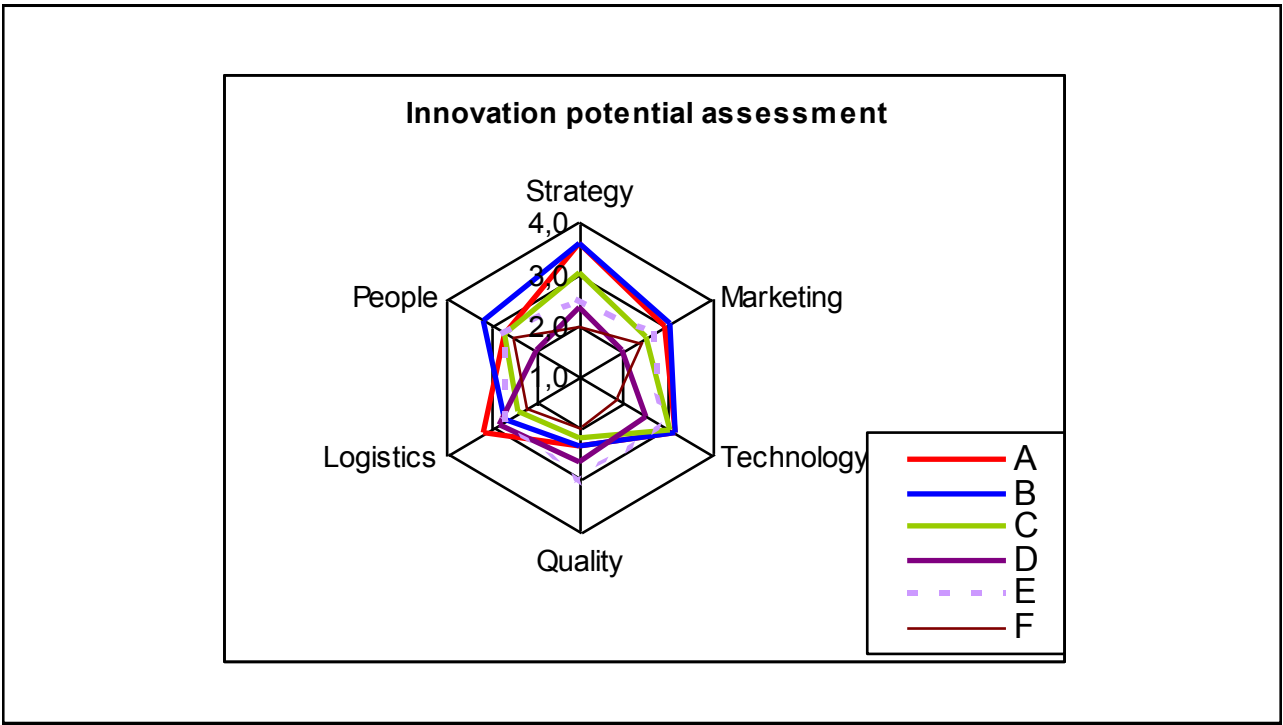 Innovation potential assessment
Strategy
4,0
3,0
People
Marketing
2,0
1,0
Logistics
Technology
Quality
A
B
C
D
E
F